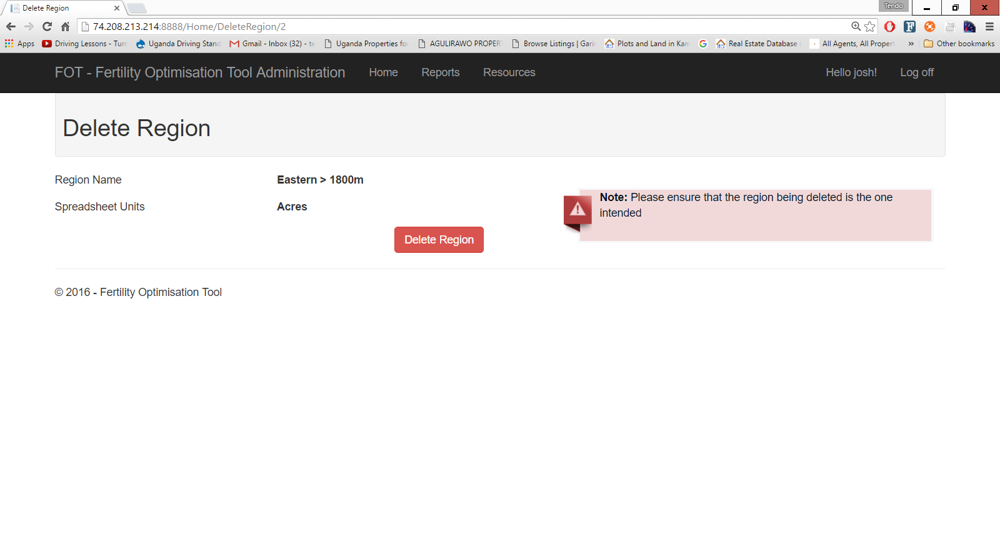 Delete Region
Tendo
74.208.213.214:8888/Home/DeleteRegion/2
Apps
Driving Lessons - Turn
Uganda Driving Stand
Gmail - Inbox (32) - te
Uganda Properties for
AGULIRAWO PROPERT
Browse Listings | Garin
Plots and Land in Kam
Real Estate Database (
All Agents, All Propert
» Other bookmarks
FOT - Fertility Optimisation Tool Administration
Home
Reports
Resources
Hello josh!
Log off
Delete Region
Region Name
Eastern > 1800m
Spreadsheet Units
Acres
Note: Please ensure that the region being deleted is the one
intended
Delete Region
© 2016 - Fertility Optimisation Tool